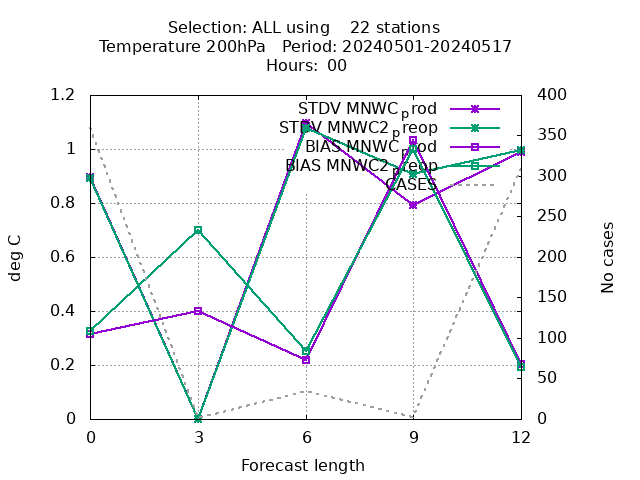 Selection: ALL using 22 stations
Temperature 200hPa Period: 20240501-20240517
Hours: 00
1.2
1
0.8
0.6
0.4
0.2
0
deg C
STDV MNWC_prod
STDV MNWC2_preop
BIAS MNWC_prod
BIAS MNWC2_preop
CASES
400
350
300
250
200
150
100
50
0
No cases
0 3 6 9 12
Forecast length